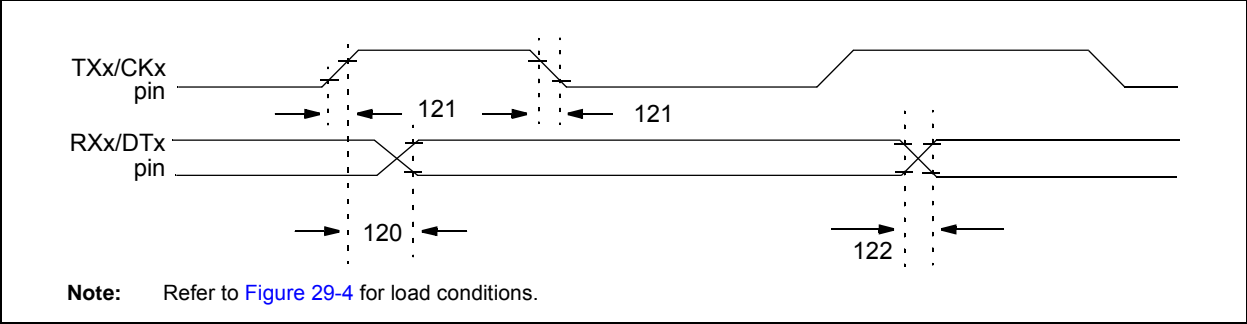 TXx/CKx
pin
121
121
RXx/DTx
pin
120
122
Note: Refer to Figure 29-4 for load conditions.